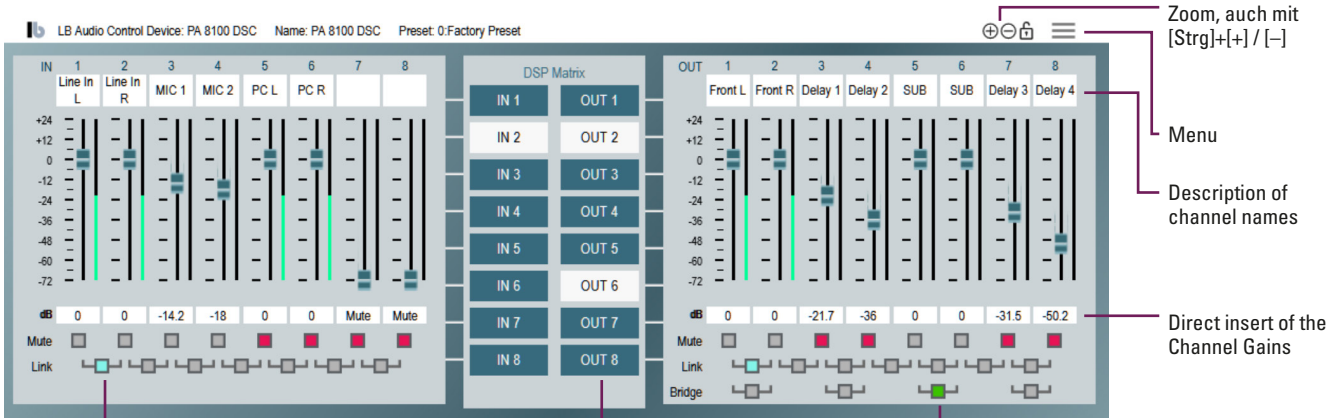 LB Audio Control Device: PA 8100 DSC Name: PA 8100 DSC Preset: 0:Factory Preset
Zoom, auch mit
[Strg]+[+] / [–]
Menu
Description of
channel names
Direct insert of the
Channel Gains
IN 1 2 3 4 5 6 7 8
Line In L Line In R MIC 1 MIC 2 PC L PC R
+24
+12
0
-12
-24
-36
-48
-60
-72
dB 0 0 -14.2 -18 0 0 Mute Mute
Mute
Link
DSP Matrix
IN 1 OUT 1
IN 2 OUT 2
IN 3 OUT 3
IN 4 OUT 4
IN 5 OUT 5
IN 6 OUT 6
IN 7 OUT 7
IN 8 OUT 8
OUT 1 2 3 4 5 6 7 8
Front L Front R Delay 1 Delay 2 SUB SUB Delay 3 Delay 4
+24
+12
0
-12
-24
-36
-48
-60
-72
dB 0 0 -21.7 -36 0 0 -31.5 -50.2
Mute
Link
Bridge